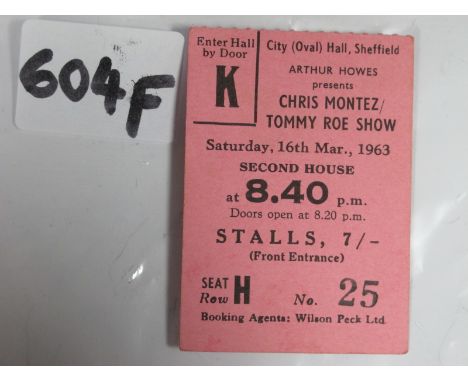 604F
Enter Hall
by Door
K
City (Oval) Hall, Sheffield
ARTHUR HOWES
presents
CHRIS MONTEZ/
TOMMY ROE SHOW
Saturday, 16th Mar., 1963
SECOND HOUSE
at 8.40 p.m.
Doors open at 8.20 p.m.
STALLS, 7/-
(Front Entrance)
SEAT
Row H No. 25
Booking Agents: Wilson Peck Ltd.